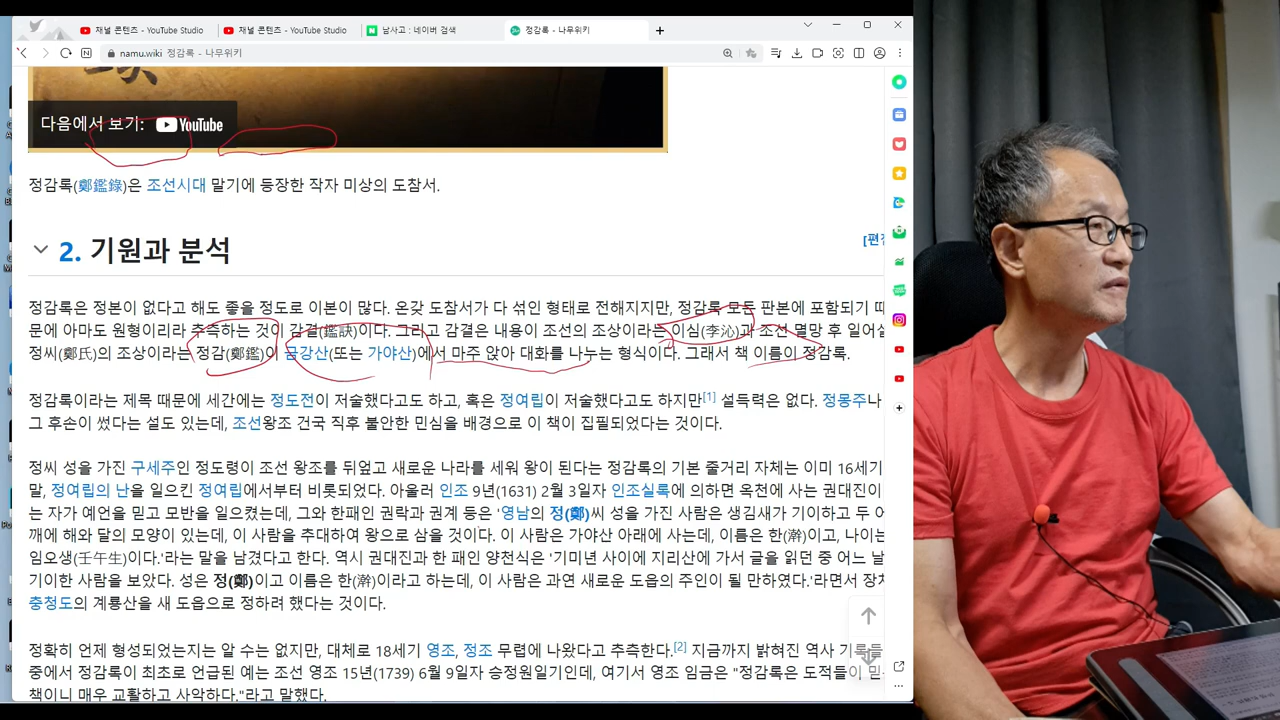 채널 콘텐츠 - YouTube Studio
채널 콘텐츠 - YouTube Studio
남사고 : 네이버 검색
정감록 - 나무위키
namu.wiki 정감록 - 나무위키
다음에서 보기: YouTube
정감록(鄭鑑錄)은 조선시대 말기에 등장한 작자 미상의 도참서.
2. 기원과 분석
[편집
정감록은 정본이 없다고 해도 좋을 정도로 이본이 많다. 온갖 도참서가 다 섞인 형태로 전해지지만, 정감록 모든 판본에 포함되기 때
문에 아마도 원형이리라 추측하는 것이 감결(鑑訣)이다. 그리고 감결은 내용이 조선의 조상이라는 이심(李沁)과 조선 멸망 후 일어설
정씨(鄭氏)의 조상이라는 정감(鄭鑑)이 금강산(또는 가야산)에서 마주 앉아 대화를 나누는 형식이다. 그래서 책 이름이 정감록.
정감록이라는 제목 때문에 세간에는 정도전이 저술했다고도 하고, 혹은 정여립이 저술했다고도 하지만[1] 설득력은 없다. 정몽주나
그 후손이 썼다는 설도 있는데, 조선왕조 건국 직후 불안한 민심을 배경으로 이 책이 집필되었다는 것이다.
정씨 성을 가진 구세주인 정도령이 조선 왕조를 뒤엎고 새로운 나라를 세워 왕이 된다는 정감록의 기본 줄거리 자체는 이미 16세기
말, 정여립의 난을 일으킨 정여립에서부터 비롯되었다. 아울러 인조 9년(1631) 2월 3일자 인조실록에 의하면 옥천에 사는 권대진이
는 자가 예언을 믿고 모반을 일으켰는데, 그와 한패인 권락과 권계 등은 '영남의 정(鄭)씨 성을 가진 사람은 생김새가 기이하고 두 어
깨에 해와 달의 모양이 있는데, 이 사람을 추대하여 왕으로 삼을 것이다. 이 사람은 가야산 아래에 사는데, 이름은 한(澣)이고, 나이는
임오생(壬午生)이다.'라는 말을 남겼다고 한다. 역시 권대진과 한 패인 양천식은 '기미년 사이에 지리산에 가서 글을 읽던 중 어느 날
기이한 사람을 보았다. 성은 정(鄭)이고 이름은 한(澣)이라고 하는데, 이 사람은 과연 새로운 도읍의 주인이 될 만하였다.'라면서 장차
충청도의 계룡산을 새 도읍으로 정하려 했다는 것이다.
정확히 언제 형성되었는지는 알 수는 없지만, 대체로 18세기 영조, 정조 무렵에 나왔다고 추측한다.[2] 지금까지 밝혀진 역사 기록들
중에서 정감록이 최초로 언급된 예는 조선 영조 15년(1739) 6월 9일자 승정원일기인데, 여기서 영조 임금은 "정감록은 도적들이 믿
책이니 매우 교활하고 사악하다."라고 말했다.